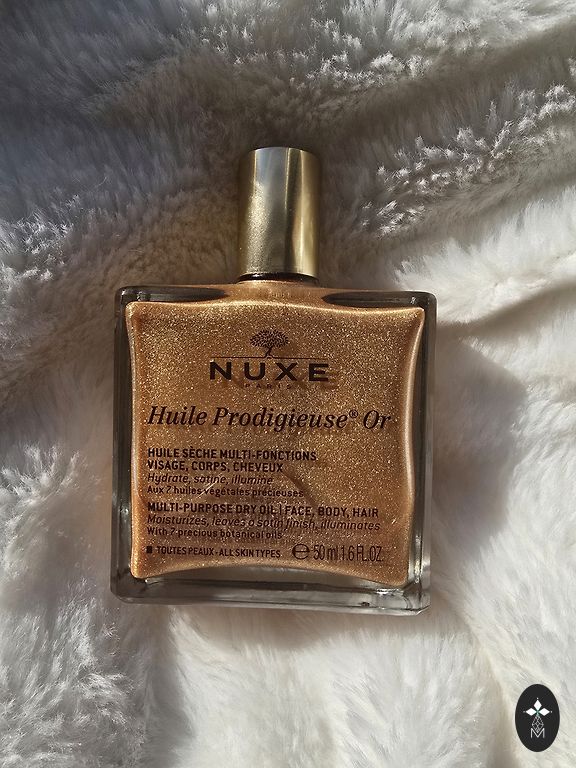 NUXE
PARIS
Huile Prodigieuse® Or
HUILE SÈCHE MULTI-FONCTIONS
VISAGE, CORPS, CHEVEUX
Hydrate, satine, illumine
Aux 7 huiles végétales précieuses
MULTI-PURPOSE DRY OIL | FACE, BODY, HAIR
Moisturizes, leaves a satin finish, illuminates
With 7 precious botanical oils
TOUTES PEAUX - ALL SKIN TYPES ℮ 50 ml 1.6 FL.OZ.
M